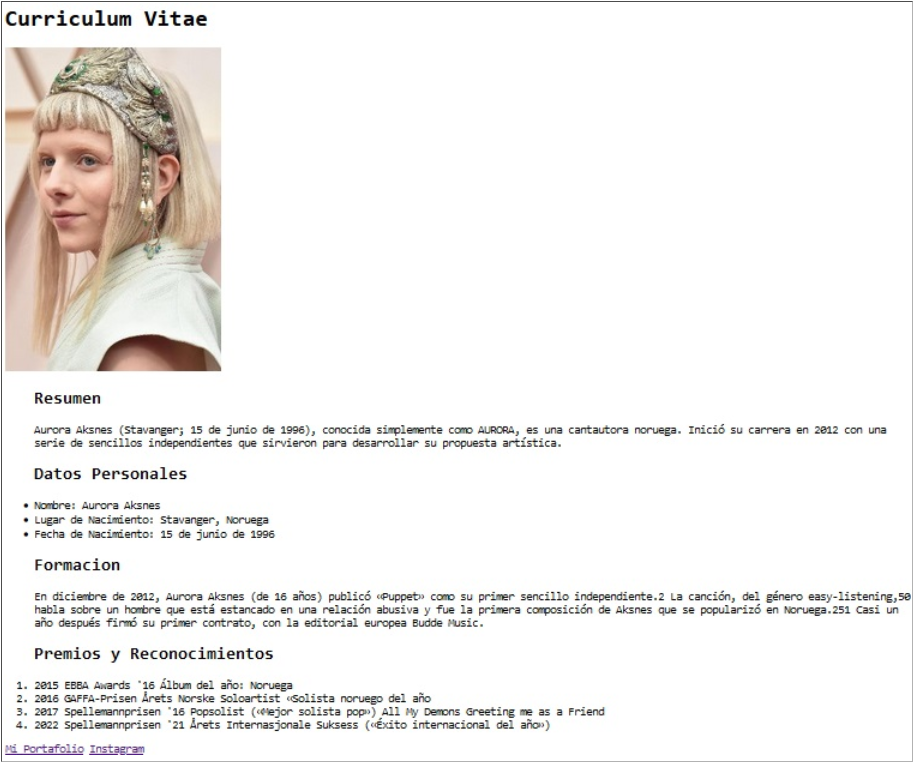 Curriculum Vitae
Resumen
Aurora Aksnes (Stavanger; 15 de junio de 1996), conocida simplemente como AURORA, es una cantautora noruega. Inició su carrera en 2012 con una
serie de sencillos independientes que sirvieron para desarrollar su propuesta artística.
Datos Personales
• Nombre: Aurora Aksnes
• Lugar de Nacimiento: Stavanger, Noruega
• Fecha de Nacimiento: 15 de junio de 1996
Formacion
En diciembre de 2012, Aurora Aksnes (de 16 años) publicó «Puppet» como su primer sencillo independiente.2 La canción, del género easy-listening,50
habla sobre un hombre que está estancado en una relación abusiva y fue la primera composición de Aksnes que se popularizó en Noruega.251 Casi un
año después firmó su primer contrato, con la editorial europea Budde Music.
Premios y Reconocimientos
1. 2015 EBBA Awards `16 Álbum del año: Noruega
2. 2016 GAFFA-Prisen Årets Norske Soloartist «Solista noruego del año
3. 2017 Spellemannprisen `16 Popsolist («Mejor solista pop») All My Demons Greeting me as a Friend
4. 2022 Spellemannprisen `21 Årets Internasjonale Suksess («Éxito internacional del año»)
Mi Portafolio Instagram